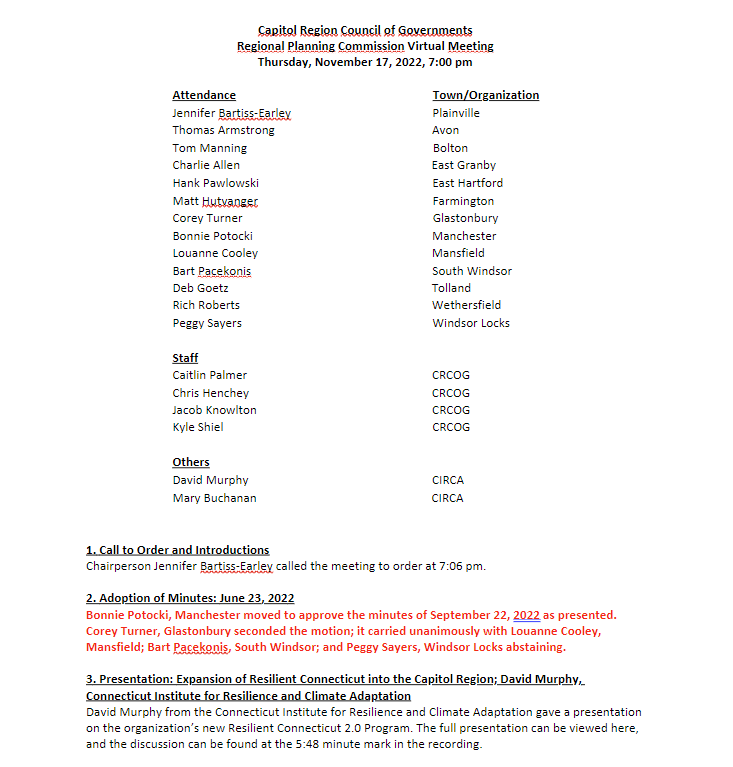 Capitol Region Council of Governments
Regional Planning Commission Virtual Meeting
Thursday, November 17, 2022, 7:00 pm
Attendance Town/Organization
Jennifer Bartiss-Earley Plainville
Thomas Armstrong Avon
Tom Manning Bolton
Charlie Allen East Granby
Hank Pawlowski East Hartford
Matt Hutvanger Farmington
Corey Turner Glastonbury
Bonnie Potocki Manchester
Louanne Cooley Mansfield
Bart Pacekonis South Windsor
Deb Goetz Tolland
Rich Roberts Wethersfield
Peggy Sayers Windsor Locks
Staff
Caitlin Palmer CRCOG
Chris Henchey CRCOG
Jacob Knowlton CRCOG
Kyle Shiel CRCOG
Others
David Murphy CIRCA
Mary Buchanan CIRCA
1. Call to Order and Introductions
Chairperson Jennifer Bartiss-Earley called the meeting to order at 7:06 pm.
2. Adoption of Minutes: June 23, 2022
Bonnie Potocki, Manchester moved to approve the minutes of September 22, 2022 as presented.
Corey Turner, Glastonbury seconded the motion; it carried unanimously with Louanne Cooley,
Mansfield; Bart Pacekonis, South Windsor; and Peggy Sayers, Windsor Locks abstaining.
3. Presentation: Expansion of Resilient Connecticut into the Capitol Region; David Murphy,
Connecticut Institute for Resilience and Climate Adaptation
David Murphy from the Connecticut Institute for Resilience and Climate Adaptation gave a presentation
on the organization's new Resilient Connecticut 2.0 Program. The full presentation can be viewed here,
and the discussion can be found at the 5:48 minute mark in the recording.